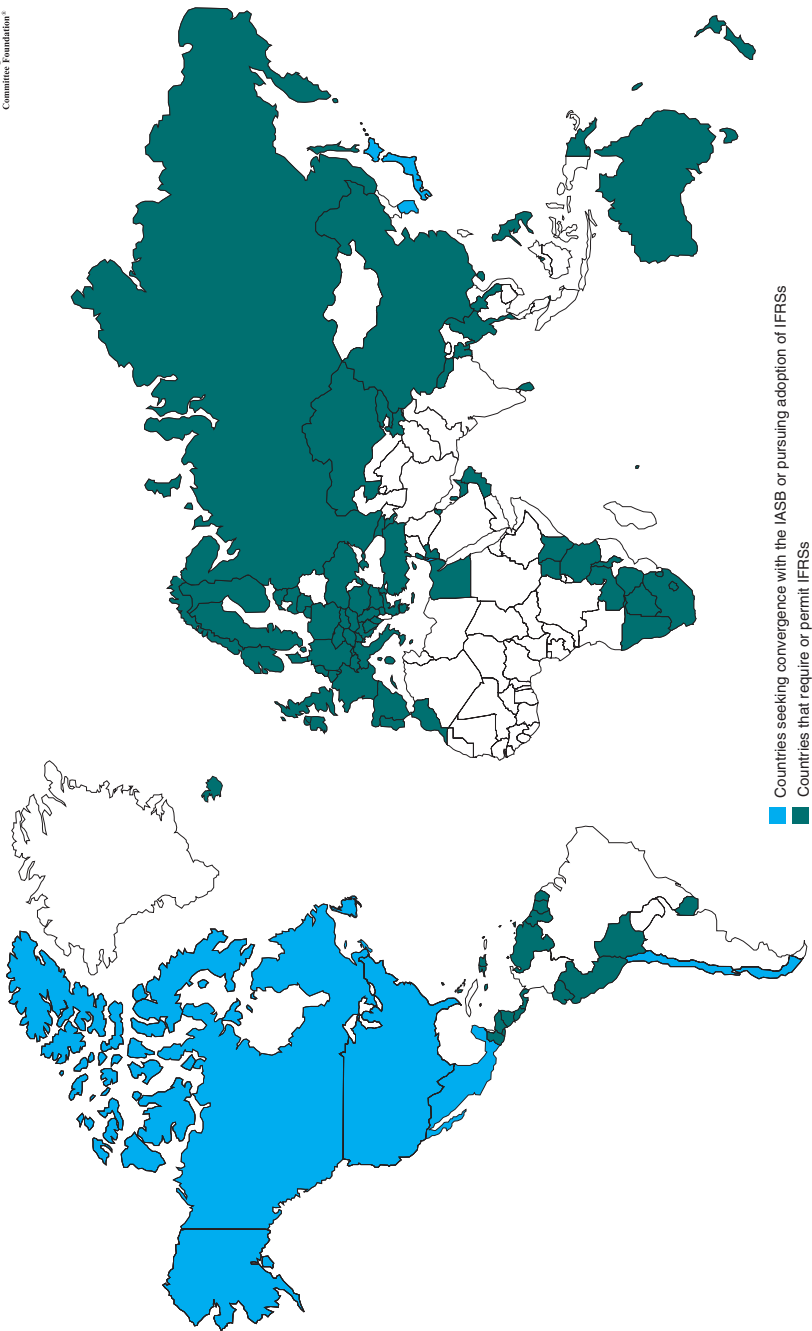 Committee Foundation®
Countries seeking convergence with the IASB or pursuing adoption of IFRSs
Countries that require or permit IFRSs